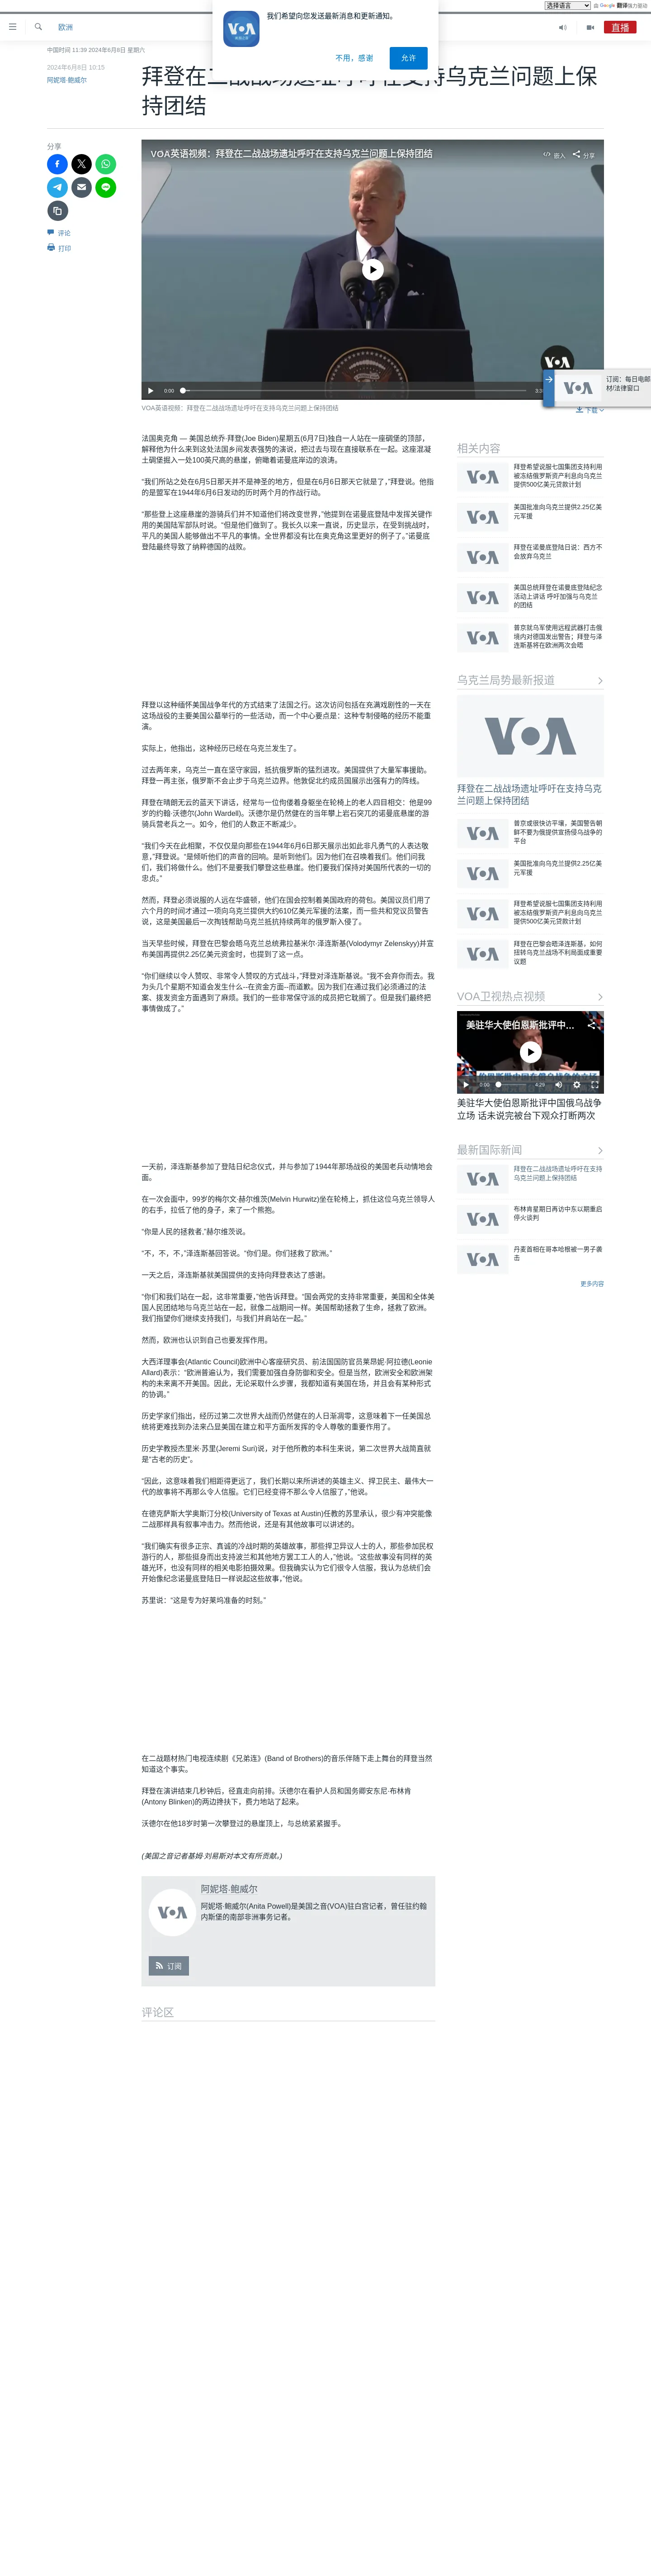 选择语言
由 Google 翻译强力驱动
我们希望向您发送最新消息和更新通知。
不用，感谢
允许
欧洲
直播
中国时间 11:39 2024年6月8日 星期六
2024年6月8日 10:15
阿妮塔·鲍威尔
拜登在二战战场遗址呼吁在支持乌克兰问题上保
持团结
分享
评论
打印
VOA英语视频：拜登在二战战场遗址呼吁在支持乌克兰问题上保持团结
嵌入
分享
0:00
VOA英语视频：拜登在二战战场遗址呼吁在支持乌克兰问题上保持团结
下载
订阅：每日电邮
材/法律窗口
法国奥克角 — 美国总统乔·拜登(Joe Biden)星期五(6月7日)独自一人站在一座碉堡的顶部，
解释他为什么来到这处法国乡间发表强势的演说，把过去与现在直接联系在一起。这座混凝
土碉堡掘入一处100英尺高的悬崖，俯瞰着诺曼底岸边的浪涛。
“我们所站之处在6月5日那天并不是神圣的地方，但是在6月6日那天它就是了，”拜登说。他指
的是盟军在1944年6月6日发动的历时两个月的作战行动。
“那些登上这座悬崖的游骑兵们并不知道他们将改变世界，”他提到在诺曼底登陆中发挥关键作
用的美国陆军部队时说。“但是他们做到了。我长久以来一直说，历史显示，在受到挑战时，
平凡的美国人能够做出不平凡的事情。全世界都没有比在奥克角这里更好的例子了。”诺曼底
登陆最终导致了纳粹德国的战败。
拜登以这种缅怀美国战争年代的方式结束了法国之行。这次访问包括在充满戏剧性的一天在
这场战役的主要美国公墓举行的一些活动，而一个中心要点是：这种专制侵略的经历不能重
演。
实际上，他指出，这种经历已经在乌克兰发生了。
过去两年来，乌克兰一直在坚守家园，抵抗俄罗斯的猛烈进攻。美国提供了大量军事援助。
拜登一再主张，俄罗斯不会止步于乌克兰边界。他敦促北约成员国展示出强有力的阵线。
拜登在晴朗无云的蓝天下讲话，经常与一位佝偻着身躯坐在轮椅上的老人四目相交：他是99
岁的约翰·沃德尔(John Wardell)。沃德尔是仍然健在的当年攀上岩石突兀的诺曼底悬崖的游
骑兵营老兵之一。如今，他们的人数正不断减少。
“我们今天在此相聚，不仅仅是向那些在1944年6月6日那天展示出如此非凡勇气的人表达敬
意，”拜登说。“是倾听他们的声音的回响。是听到他们。因为他们在召唤着我们。他们问我
们，我们将做什么。他们不是要我们攀登这些悬崖。他们要我们保持对美国所代表的一切的
忠贞。”
然而，拜登必须说服的人远在华盛顿，他们在国会控制着美国政府的荷包。美国议员们用了
六个月的时间才通过一项向乌克兰提供大约610亿美元军援的法案，而一些共和党议员警告
说，这是美国最后一次掏钱帮助乌克兰抵抗持续两年的俄罗斯入侵了。
当天早些时候，拜登在巴黎会晤乌克兰总统弗拉基米尔·泽连斯基(Volodymyr Zelenskyy)并宣
布美国再提供2.25亿美元资金时，也提到了这一点。
“你们继续以令人赞叹、非常令人赞叹的方式战斗，”拜登对泽连斯基说。“我不会弃你而去。我
为头几个星期不知道会发生什么--在资金方面--而道歉。因为我们在通过我们必须通过的法
案、拨发资金方面遇到了麻烦。我们的一些非常保守派的成员把它耽搁了。但是我们最终把
事情做成了。”
一天前，泽连斯基参加了登陆日纪念仪式，并与参加了1944年那场战役的美国老兵动情地会
面。
在一次会面中，99岁的梅尔文·赫尔维茨(Melvin Hurwitz)坐在轮椅上，抓住这位乌克兰领导人
的右手，拉低了他的身子，来了一个熊抱。
“你是人民的拯救者，”赫尔维茨说。
“不，不，不，”泽连斯基回答说。“你们是。你们拯救了欧洲。”
一天之后，泽连斯基就美国提供的支持向拜登表达了感谢。
“你们和我们站在一起，这非常重要，”他告诉拜登。“国会两党的支持非常重要，美国和全体美
国人民团结地与乌克兰站在一起，就像二战期间一样。美国帮助拯救了生命，拯救了欧洲。
我们指望你们继续支持我们，与我们并肩站在一起。”
然而，欧洲也认识到自己也要发挥作用。
大西洋理事会(Atlantic Council)欧洲中心客座研究员、前法国国防官员莱昂妮·阿拉德(Leonie
Allard)表示：“欧洲普遍认为，我们需要加强自身防御和安全。但是当然，欧洲安全和欧洲架
构的未来离不开美国。因此，无论采取什么步骤，我都知道有美国在场，并且会有某种形式
的协调。”
历史学家们指出，经历过第二次世界大战而仍然健在的人日渐凋零，这意味着下一任美国总
统将更难找到办法来凸显美国在建立和平方面所发挥的令人尊敬的重要作用了。
历史学教授杰里米·苏里(Jeremi Suri)说，对于他所教的本科生来说，第二次世界大战简直就
是“古老的历史”。
“因此，这意味着我们相距得更远了，我们长期以来所讲述的英雄主义、捍卫民主、最伟大一
代的故事将不再那么令人信服。它们已经变得不那么令人信服了，”他说。
在德克萨斯大学奥斯汀分校(University of Texas at Austin)任教的苏里承认，很少有冲突能像
二战那样具有叙事冲击力。然而他说，还是有其他故事可以讲述的。
“我们确实有很多正宗、真诚的冷战时期的英雄故事，那些捍卫异议人士的人，那些参加民权
游行的人，那些挺身而出支持波兰和其他地方罢工工人的人，”他说。“这些故事没有同样的英
雄光环，也没有同样的相关电影拍摄效果。但我确实认为它们很令人信服，我认为总统们会
开始像纪念诺曼底登陆日一样说起这些故事，”他说。
苏里说：“这是专为好莱坞准备的时刻。”
在二战题材热门电视连续剧《兄弟连》(Band of Brothers)的音乐伴随下走上舞台的拜登当然
知道这个事实。
拜登在演讲结束几秒钟后，径直走向前排。沃德尔在看护人员和国务卿安东尼·布林肯
(Antony Blinken)的两边搀扶下，费力地站了起来。
沃德尔在他18岁时第一次攀登过的悬崖顶上，与总统紧紧握手。
(美国之音记者基姆·刘易斯对本文有所贡献。)
阿妮塔·鲍威尔
阿妮塔·鲍威尔(Anita Powell)是美国之音(VOA)驻白宫记者，曾任驻约翰
内斯堡的南部非洲事务记者。
订阅
评论区
相关内容
拜登希望说服七国集团支持利用
被冻结俄罗斯资产利息向乌克兰
提供500亿美元贷款计划
美国批准向乌克兰提供2.25亿美
元军援
拜登在诺曼底登陆日说：西方不
会放弃乌克兰
美国总统拜登在诺曼底登陆纪念
活动上讲话 呼吁加强与乌克兰
的团结
普京就乌军使用远程武器打击俄
境内对德国发出警告；拜登与泽
连斯基将在欧洲两次会晤
乌克兰局势最新报道
拜登在二战战场遗址呼吁在支持乌克
兰问题上保持团结
普京或很快访平壤，美国警告朝
鲜不要为俄提供宣扬侵乌战争的
平台
美国批准向乌克兰提供2.25亿美
元军援
拜登希望说服七国集团支持利用
被冻结俄罗斯资产利息向乌克兰
提供500亿美元贷款计划
拜登在巴黎会晤泽连斯基，如何
扭转乌克兰战场不利局面成重要
议题
VOA卫视热点视频
美驻华大使伯恩斯批评中...
0:00
4:29
美驻华大使伯恩斯批评中国俄乌战争
立场 话未说完被台下观众打断两次
最新国际新闻
拜登在二战战场遗址呼吁在支持
乌克兰问题上保持团结
布林肯星期日再访中东以期重启
停火谈判
丹麦首相在哥本哈根被一男子袭
击
更多内容